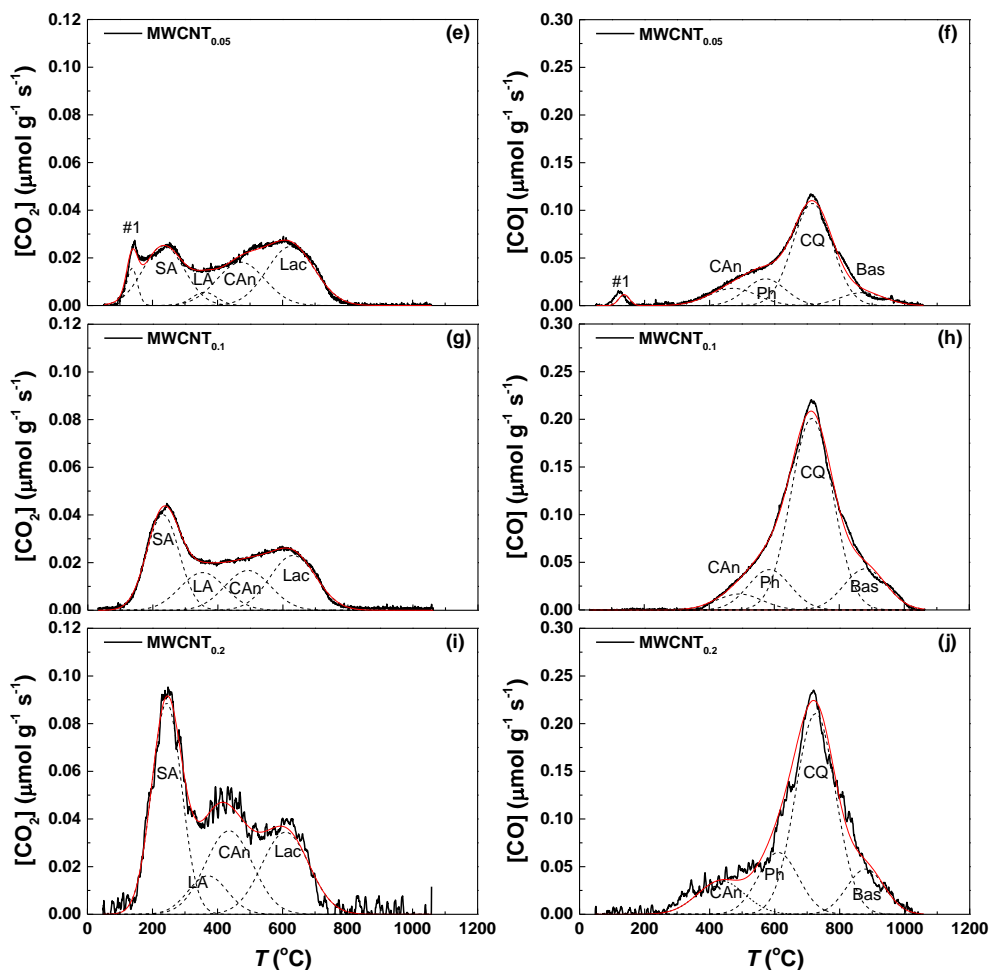 0.12
0.10
0.08
0.06
0.04
0.02
0.00
[CO₂] (μmol g⁻¹ s⁻¹)
MWCNT₀.₀₅
(e)
#1
SA
LA
CAn
Lac
0.30
0.25
0.20
0.15
0.10
0.05
0.00
[CO] (μmol g⁻¹ s⁻¹)
MWCNT₀.₀₅
(f)
#1
CAn
Ph
CQ
Bas
0.12
0.10
0.08
0.06
0.04
0.02
0.00
[CO₂] (μmol g⁻¹ s⁻¹)
MWCNT₀.₁
(g)
SA
LA
CAn
Lac
0.30
0.25
0.20
0.15
0.10
0.05
0.00
[CO] (μmol g⁻¹ s⁻¹)
MWCNT₀.₁
(h)
CAn
Ph
CQ
Bas
0.12
0.10
0.08
0.06
0.04
0.02
0.00
[CO₂] (μmol g⁻¹ s⁻¹)
MWCNT₀.₂
(i)
SA
LA
CAn
Lac
0 200 400 600 800 1000 1200
T (°C)
0.30
0.25
0.20
0.15
0.10
0.05
0.00
[CO] (μmol g⁻¹ s⁻¹)
MWCNT₀.₂
(j)
CAn
Ph
CQ
Bas
0 200 400 600 800 1000 1200
T (°C)